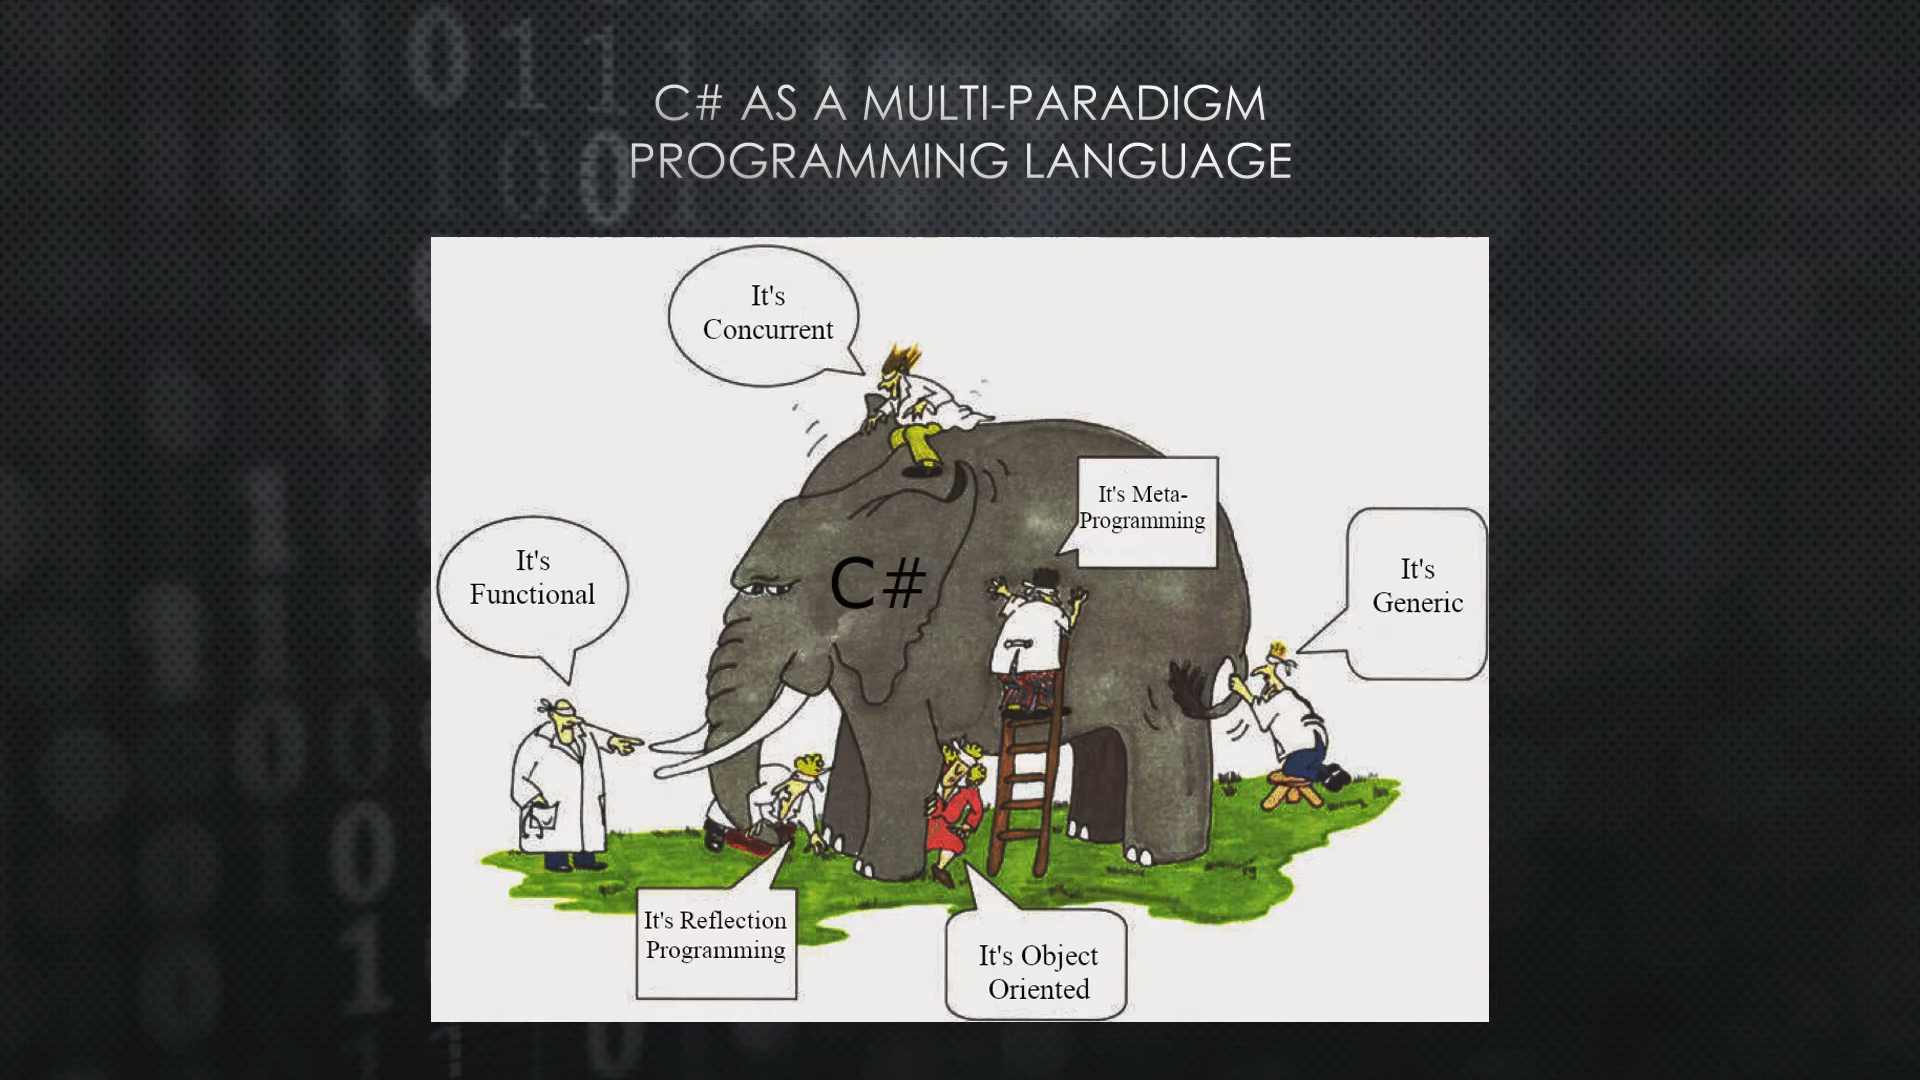 C# AS A MULTI-PARADIGM
PROGRAMMING LANGUAGE
It's
Concurrent
It's Meta-
Programming
It's
Functional
C#
It's
Generic
It's Reflection
Programming
It's Object
Oriented